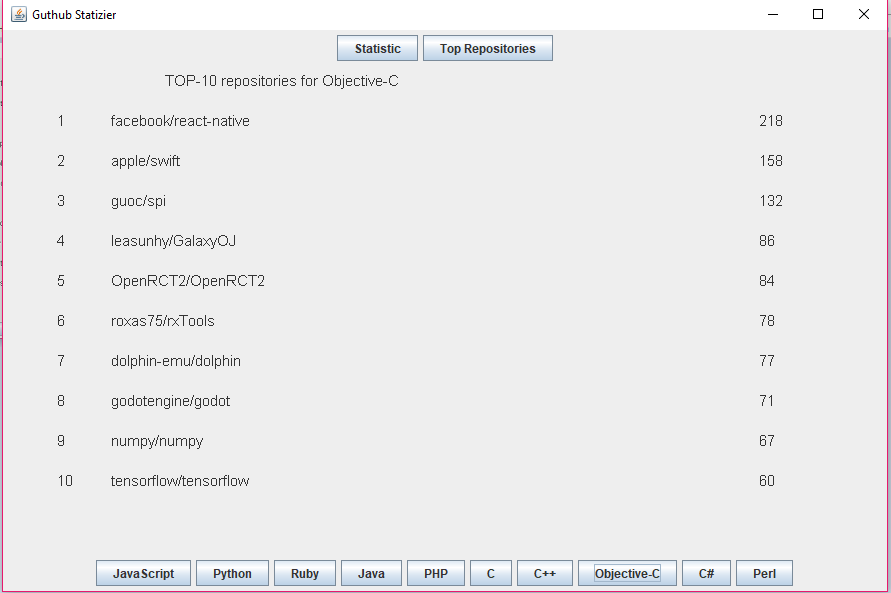 Guthub Statizier
Statistic Top Repositories
TOP-10 repositories for Objective-C
1 facebook/react-native 218
2 apple/swift 158
3 guoc/spi 132
4 leasunhy/GalaxyOJ 86
5 OpenRCT2/OpenRCT2 84
6 roxas75/rxTools 78
7 dolphin-emu/dolphin 77
8 godotengine/godot 71
9 numpy/numpy 67
10 tensorflow/tensorflow 60
JavaScript Python Ruby Java PHP C C++ Objective-C C# Perl